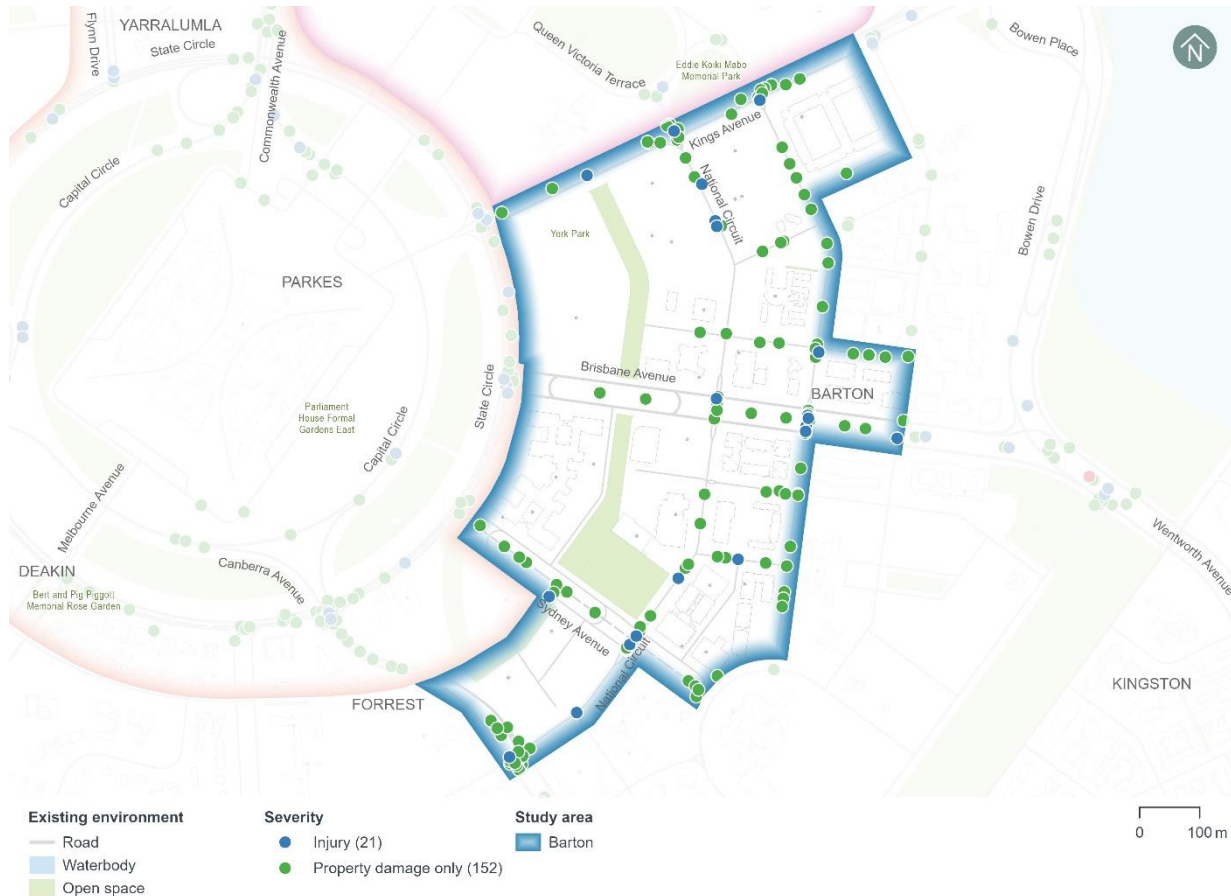 YARRALUMLA
Flynn Drive
State Circle
Commonwealth Avenue
Queen Victoria Terrace
Eddie Koiki Mabo
Memorial Park
Bowen Place
N
Kings Avenue
Capital Circle
National Circuit
Bowen Drive
York Park
PARKES
Brisbane Avenue
BARTON
State Circle
Parliament
House Formal
Gardens East
Capital Circle
Melbourne Avenue
Wentworth Avenue
DEAKIN
Canberra Avenue
Bert and Pig Piggott
Memorial Rose Garden
Sydney Avenue
National Circuit
FORREST
KINGSTON
Existing environment
Road
Waterbody
Open space
Severity
Injury (21)
Property damage only (152)
Study area
Barton
0 100 m